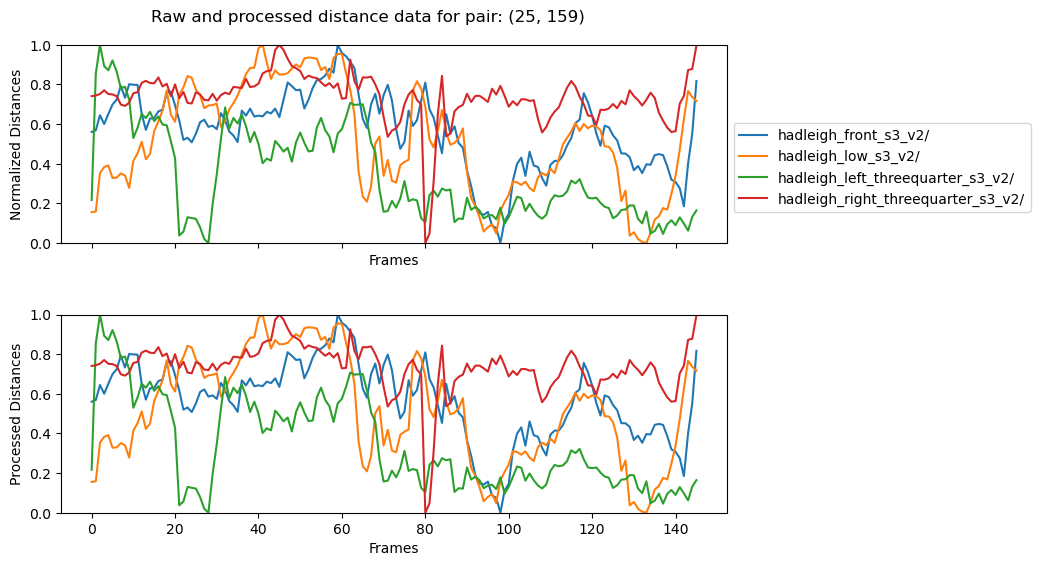 Raw and processed distance data for pair: (25, 159)
1.0
0.8
0.6
0.4
0.2
0.0
Normalized Distances
Frames
hadleigh_front_s3_v2/
hadleigh_low_s3_v2/
hadleigh_left_threequarter_s3_v2/
hadleigh_right_threequarter_s3_v2/
1.0
0.8
0.6
0.4
0.2
0.0
Processed Distances
0 20 40 60 80 100 120 140
Frames